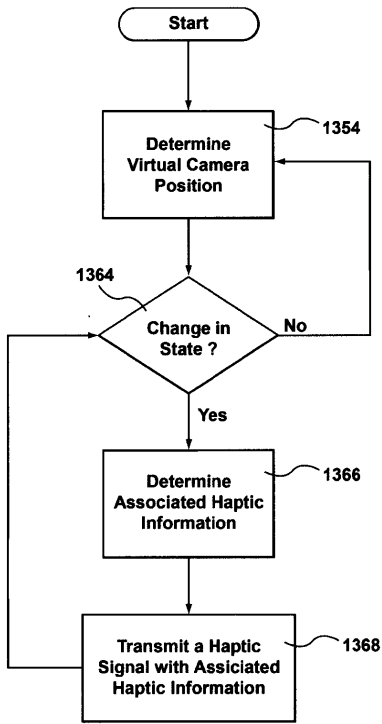 Start
1354
Determine
Virtual Camera
Position
1364
Change in
State ?
No
Yes
1366
Determine
Associated Haptic
Information
1368
Transmit a Haptic
Signal with Assiciated
Haptic Information